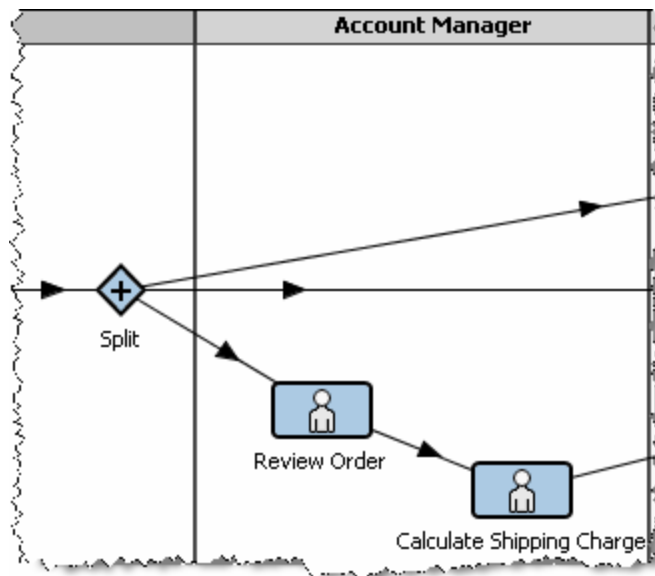 Account Manager
Split
Review Order
Calculate Shipping Charge